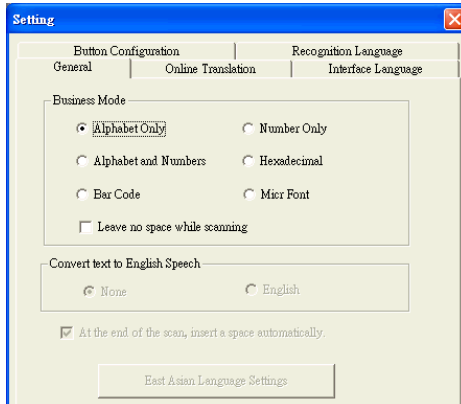 Setting
Button Configuration Recognition Language
General Online Translation Interface Language
Business Mode
Alphabet Only Number Only
Alphabet and Numbers Hexadecimal
Bar Code Micr Font
Leave no space while scanning
Convert text to English Speech
None English
At the end of the scan, insert a space automatically.
East Asian Language Settings